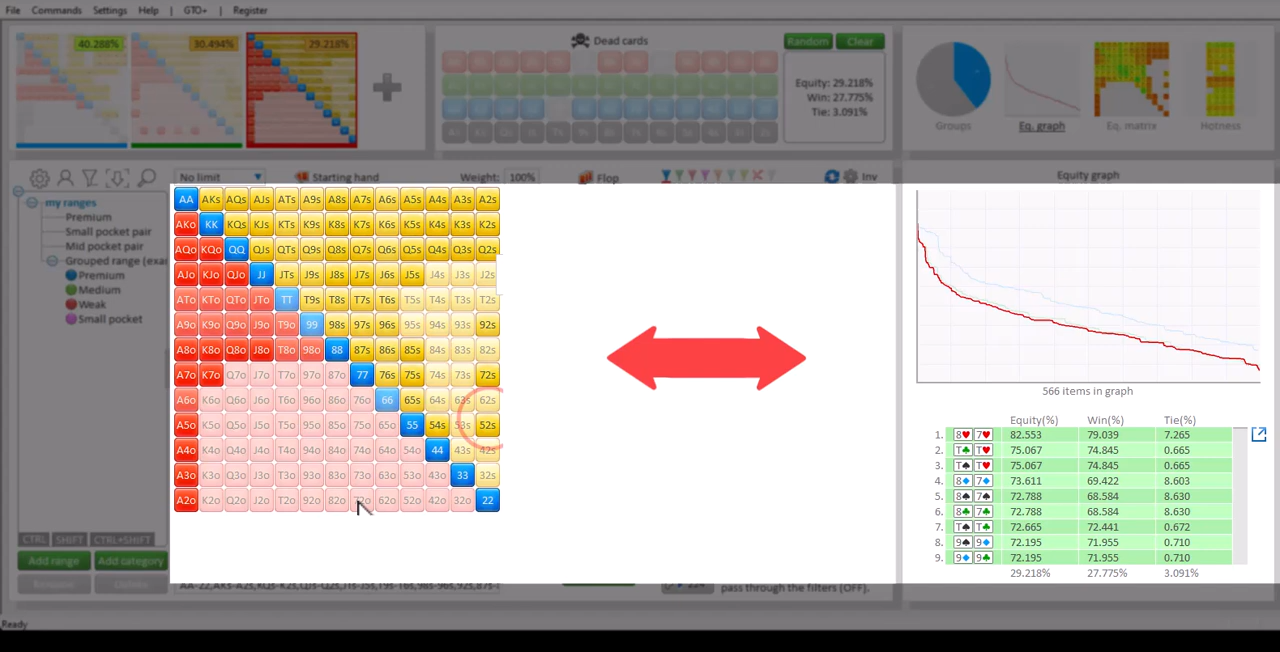 File Commands Settings Help | GTO+ | Register
40.288% 30.494% 29.218%
Dead cards Random Clear
Equity: 29.218%
Win: 27.775%
Tie: 3.091%
Groups Eq. graph Eq. matrix Hotness
No limit Starting hand Weight: 100% Flop Inv
my ranges
Premium
Small pocket pair
Mid pocket pair
Grouped range (exa
Premium
Medium
Weak
Small pocket
CTRL SHIFT CTRL+SHIFT
Add range Add category
AA AKs AQs AJs ATs A9s A8s A7s A6s A5s A4s A3s A2s
AKo KK KQs KJs KTs K9s K8s K7s K6s K5s K4s K3s K2s
AQo KQo QQ QJs QTs Q9s Q8s Q7s Q6s Q5s Q4s Q3s Q2s
AJo KJo QJo JJ JTs J9s J8s J7s J6s J5s J4s J3s J2s
ATo KTo QTo JTo TT T9s T8s T7s T6s T5s T4s T3s T2s
A9o K9o Q9o J9o T9o 99 98s 97s 96s 95s 94s 93s 92s
A8o K8o Q8o J8o T8o 98o 88 87s 86s 85s 84s 83s 82s
A7o K7o Q7o J7o T7o 97o 87o 77 76s 75s 74s 73s 72s
A6o K6o Q6o J6o T6o 96o 86o 76o 66 65s 64s 63s 62s
A5o K5o Q5o J5o T5o 95o 85o 75o 65o 55 54s 53s 52s
A4o K4o Q4o J4o T4o 94o 84o 74o 64o 54o 44 43s 42s
A3o K3o Q3o J3o T3o 93o 83o 73o 63o 53o 43o 33 32s
A2o K2o Q2o J2o T2o 92o 82o 72o 62o 52o 42o 32o 22
pass through the filters (OFF).
Equity graph
566 items in graph
Equity(%) Win(%) Tie(%)
1. 8♥ 7♥ 82.553 79.039 7.265
2. T♣ T♥ 75.067 74.845 0.665
3. T♠ T♥ 75.067 74.845 0.665
4. 8♦ 7♦ 73.611 69.422 8.603
5. 8♠ 7♠ 72.788 68.584 8.630
6. 8♣ 7♣ 72.788 68.584 8.630
7. T♠ T♣ 72.665 72.441 0.672
8. 9♠ 9♦ 72.195 71.955 0.710
9. 9♦ 9♣ 72.195 71.955 0.710
29.218% 27.775% 3.091%
Ready